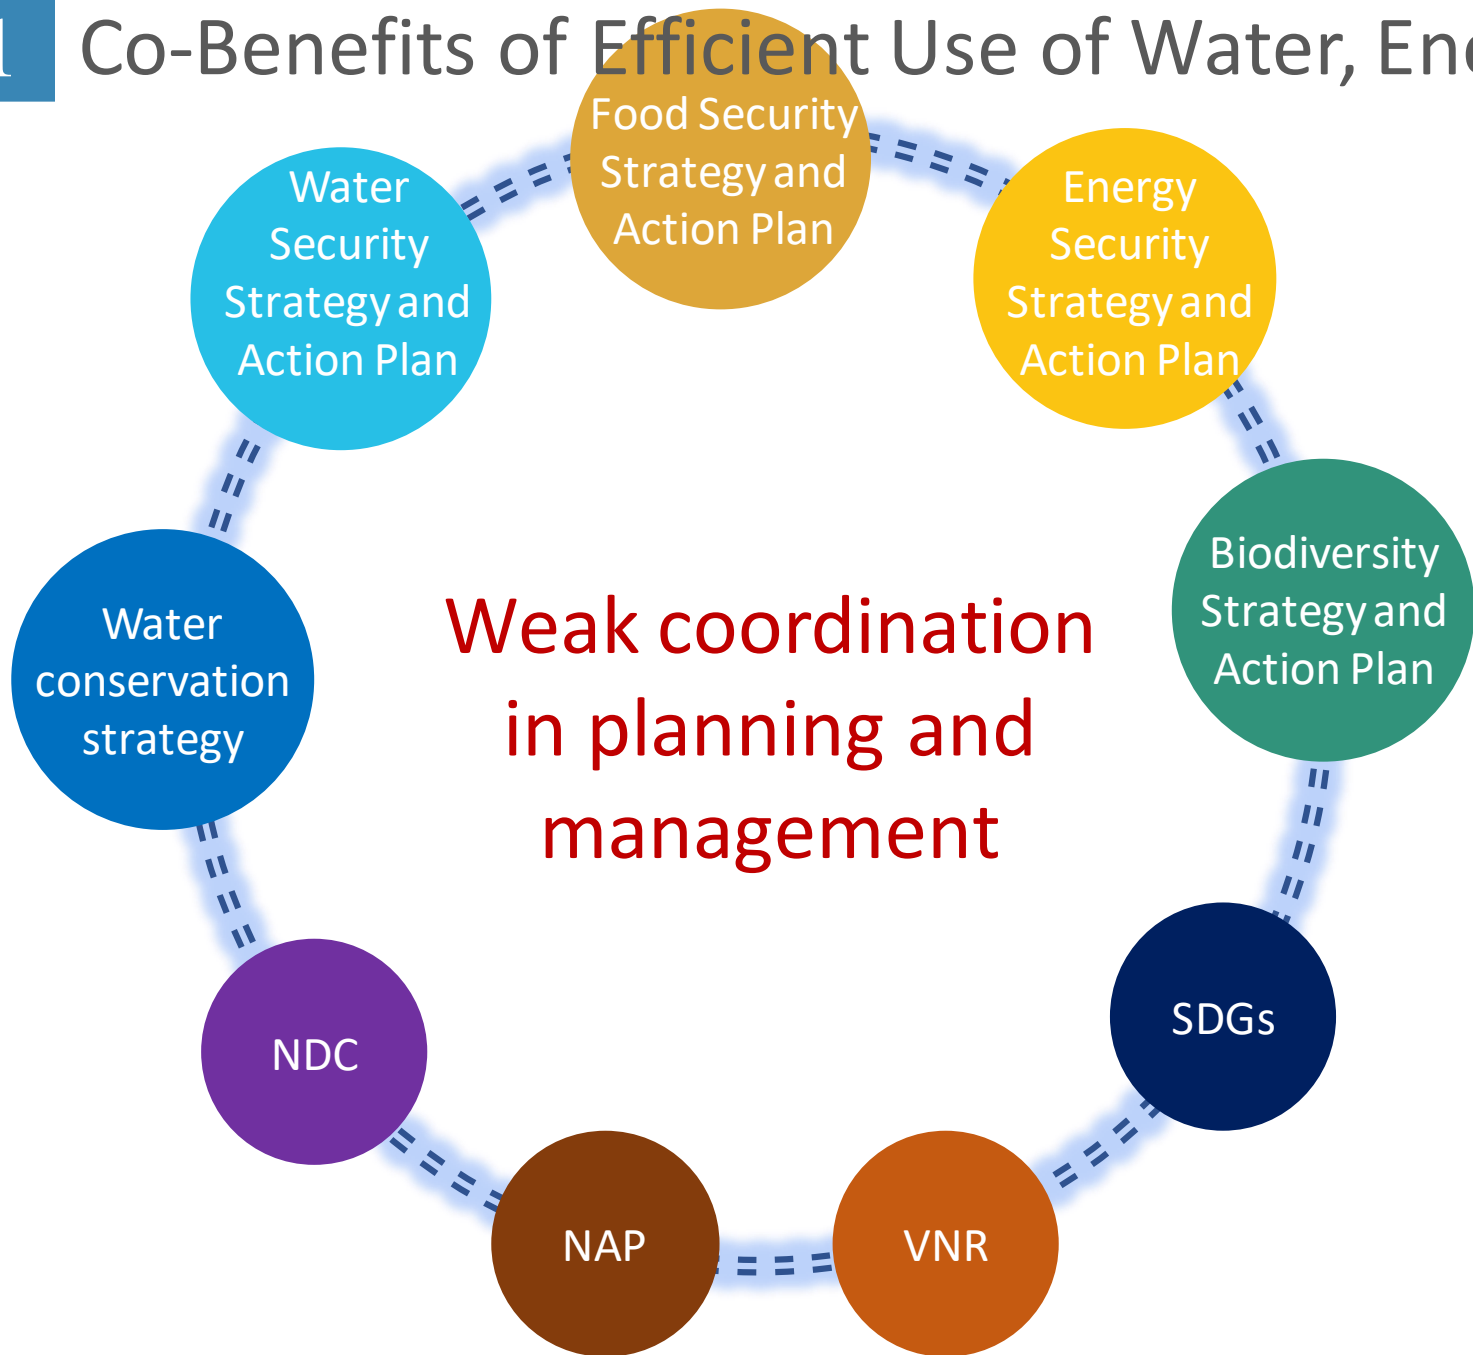 1 Co-Benefits of Efficient Use of Water,
Food Security
Strategy and
Action Plan
Water
Security
Strategy and
Action Plan
Energy
Security
Strategy and
Action Plan
Biodiversity
Strategy and
Action Plan
Water
conservation
strategy
Weak coordination
in planning and
management
SDGs
NDC
NAP
VNR